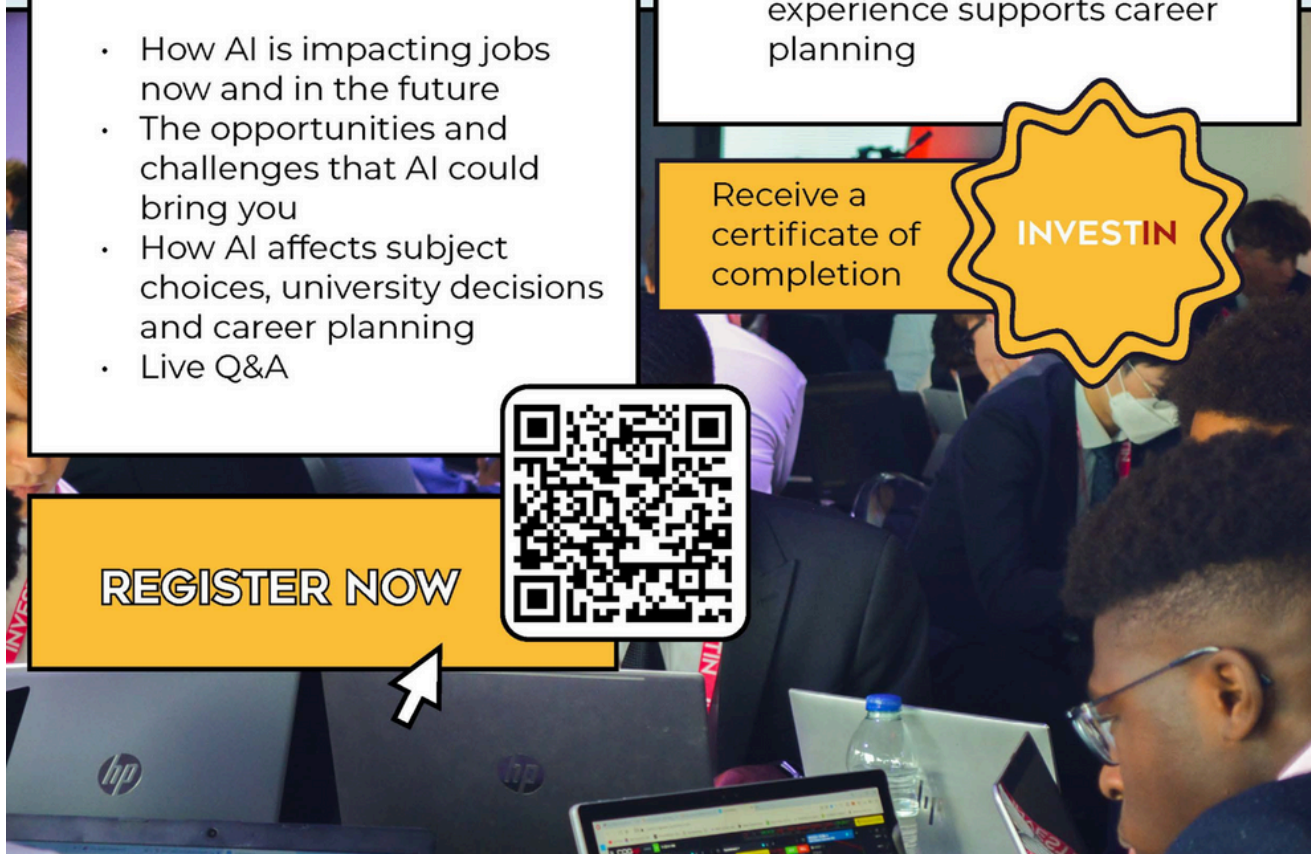 • How AI is impacting jobs
now and in the future
• The opportunities and
challenges that AI could
bring you
• How AI affects subject
choices, university decisions
and career planning
• Live Q&A
experience supports career
planning
Receive a
certificate of
completion
INVESTIN
REGISTER NOW
hp
hp